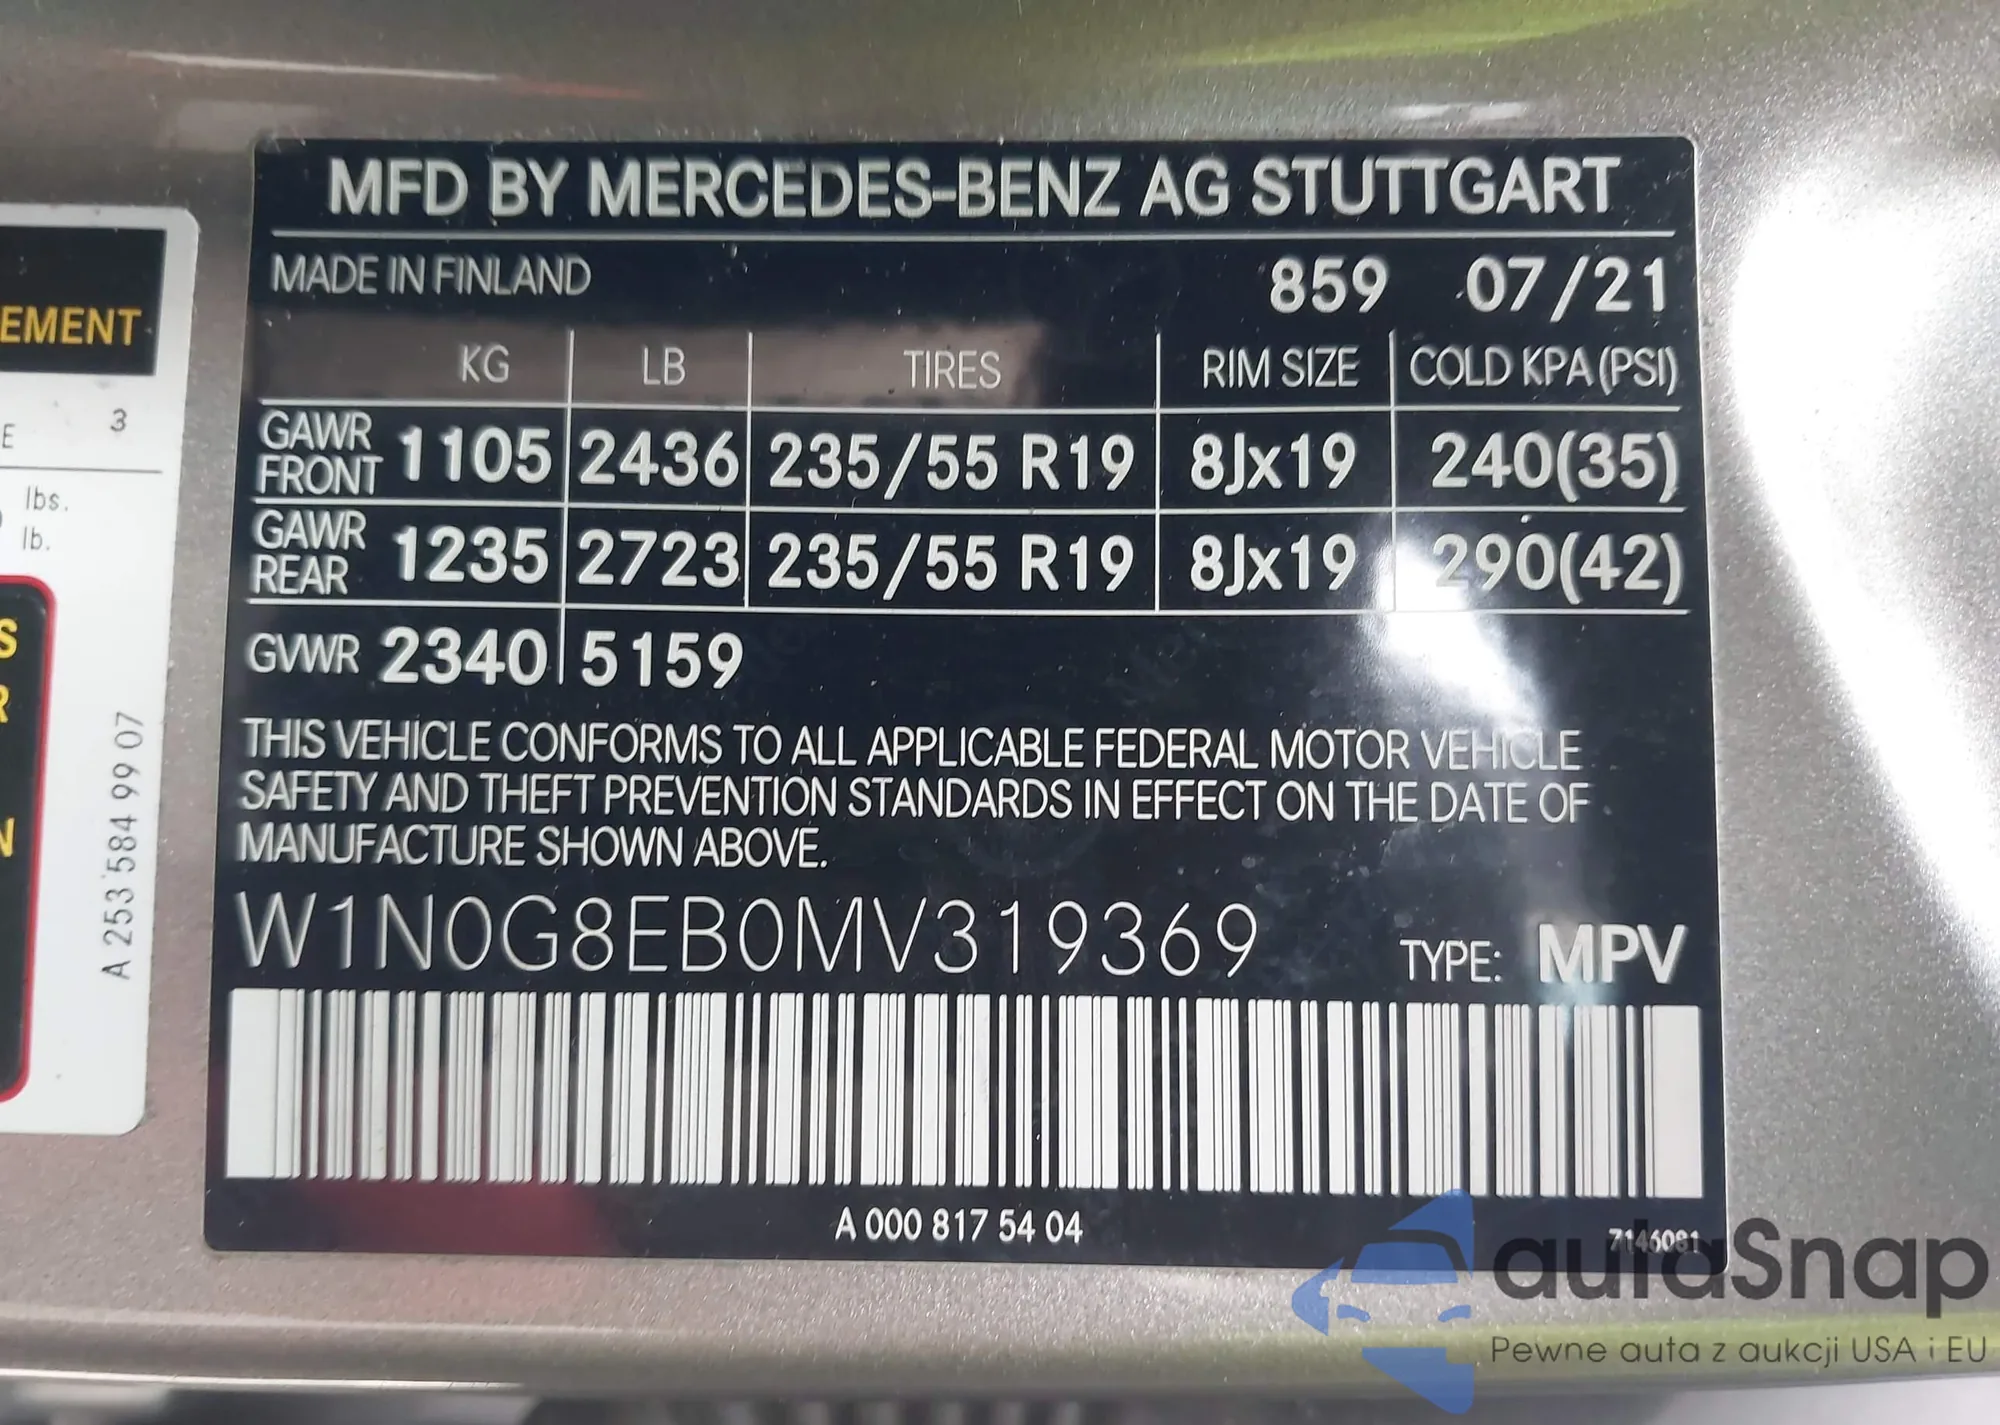 MFD BY MERCEDES-BENZ AG STUTTGART
MADE IN FINLAND 859 07/21
KG LB TIRES RIM SIZE COLD KPA (PSI)
GAWR FRONT 1105 2436 235/55 R19 8Jx19 240(35)
GAWR REAR 1235 2723 235/55 R19 8Jx19 290(42)
GVWR 2340 5159
THIS VEHICLE CONFORMS TO ALL APPLICABLE FEDERAL MOTOR VEHICLE
SAFETY AND THEFT PREVENTION STANDARDS IN EFFECT ON THE DATE OF
MANUFACTURE SHOWN ABOVE.
W1N0G8EB0MV319369 TYPE: MPV
A 000 817 54 04
7146081
EMENT
E 3
lbs.
lb.
S
R
N
A 253 584 99 07
autaSnap
Pewne auta z aukcji USA i EU